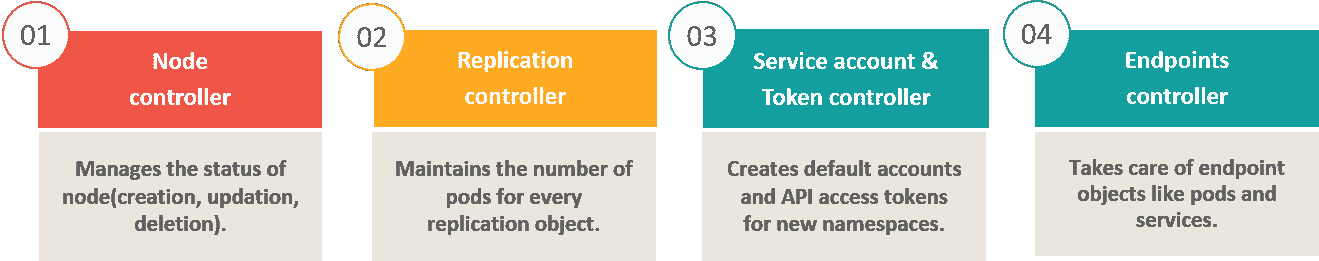 01
Node
controller
Manages the status of
node(creation, updation,
deletion).
02
Replication
controller
Maintains the number of
pods for every
replication object.
03
Service account &
Token controller
Creates default accounts
and API access tokens
for new namespaces.
04
Endpoints
controller
Takes care of endpoint
objects like pods and
services.